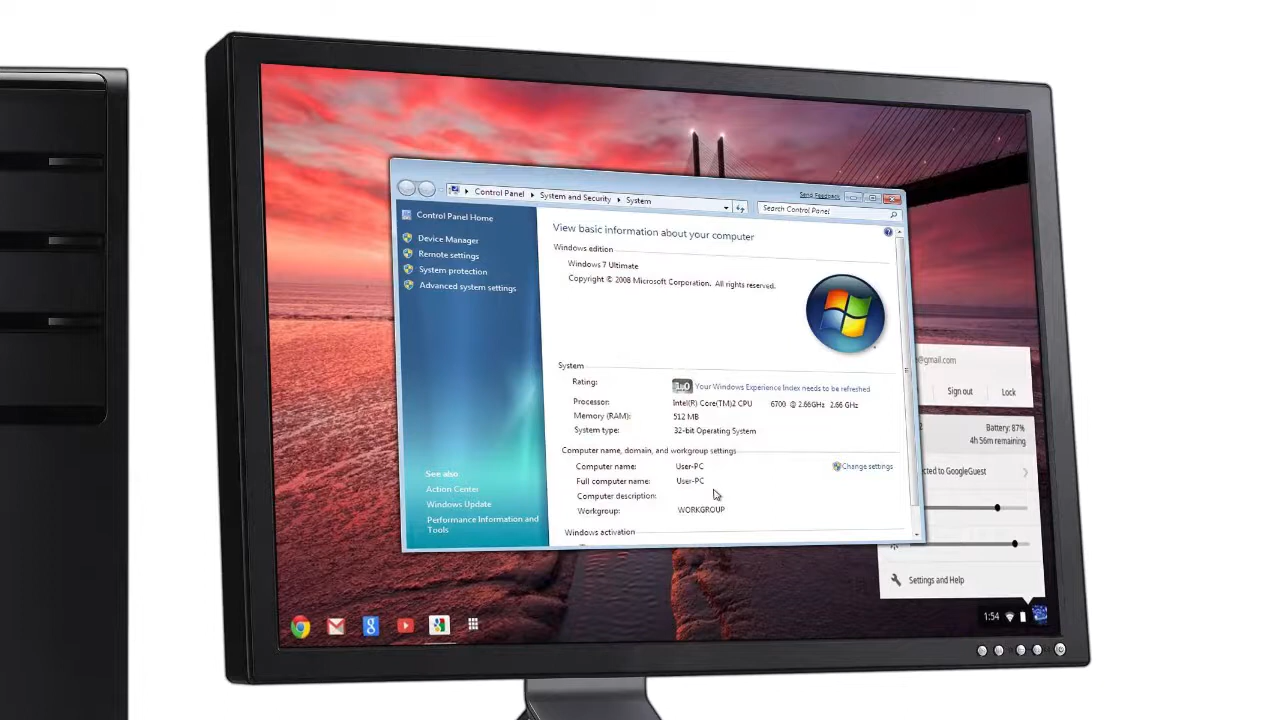 Control Panel ▸ System and Security ▸ System
Send Feedback
Search Control Panel
Control Panel Home
Device Manager
Remote settings
System protection
Advanced system settings
See also
Action Center
Windows Update
Performance Information and
Tools
View basic information about your computer
Windows edition
Windows 7 Ultimate
Copyright © 2008 Microsoft Corporation. All rights reserved.
System
Rating:
1.0
Your Windows Experience Index needs to be refreshed
Processor:
Intel(R) Core(TM)2 CPU 6700 @ 2.66GHz 2.66 GHz
Memory (RAM):
512 MB
System type:
32-bit Operating System
Computer name, domain, and workgroup settings
Computer name:
User-PC
Change settings
Full computer name:
User-PC
Computer description:
Workgroup:
WORKGROUP
Windows activation
@gmail.com
Sign out
Lock
Battery: 87%
4h 56m remaining
cted to GoogleGuest
Settings and Help
1:54